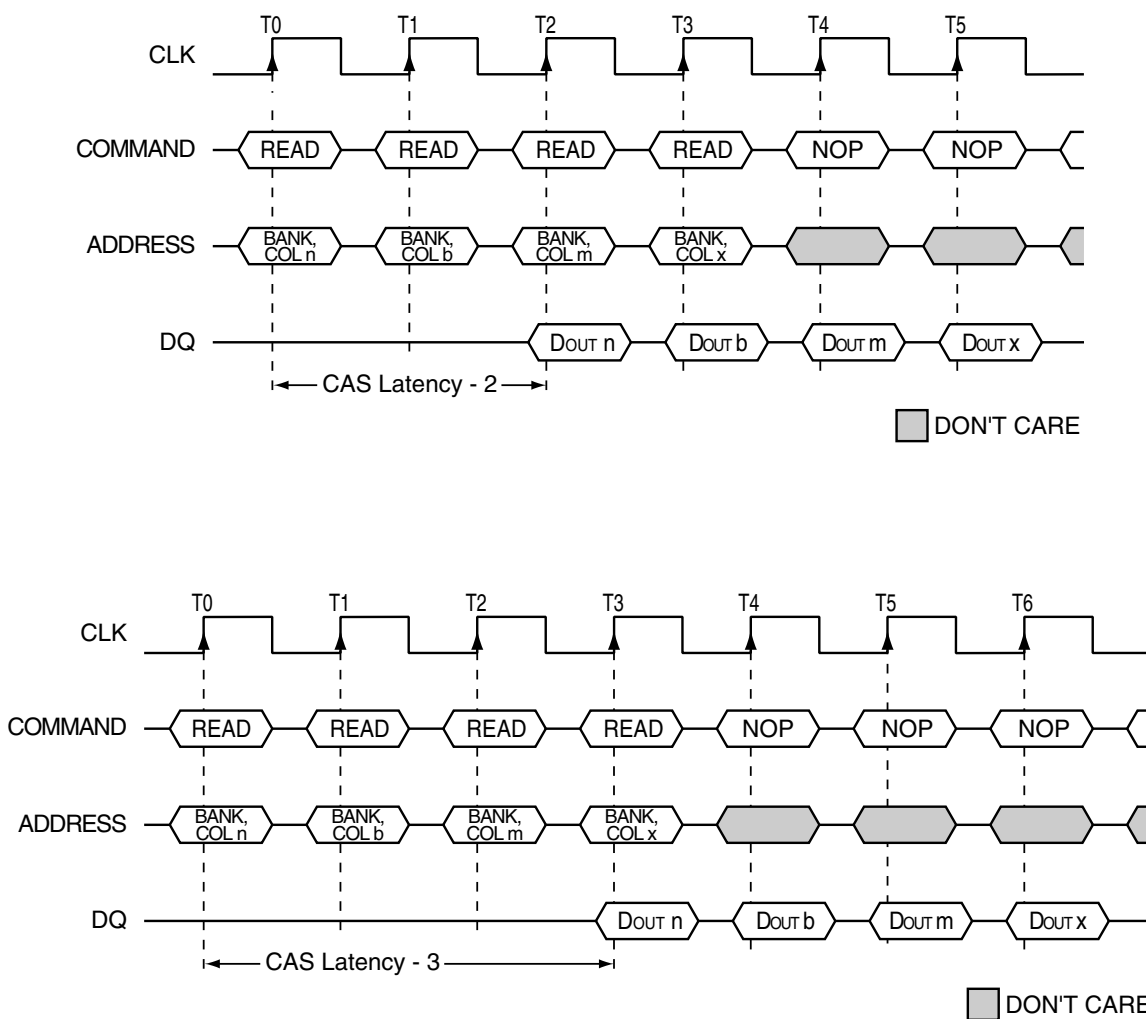 T0 T1 T2 T3 T4 T5
CLK
COMMAND READ READ READ READ NOP NOP
ADDRESS BANK, COL n BANK, COL b BANK, COL m BANK, COL x
DQ DOUT n DOUT b DOUT m DOUT x
CAS Latency - 2
DON'T CARE
T0 T1 T2 T3 T4 T5 T6
CLK
COMMAND READ READ READ READ NOP NOP NOP
ADDRESS BANK, COL n BANK, COL b BANK, COL m BANK, COL x
DQ DOUT n DOUT b DOUT m DOUT x
CAS Latency - 3
DON'T CARE